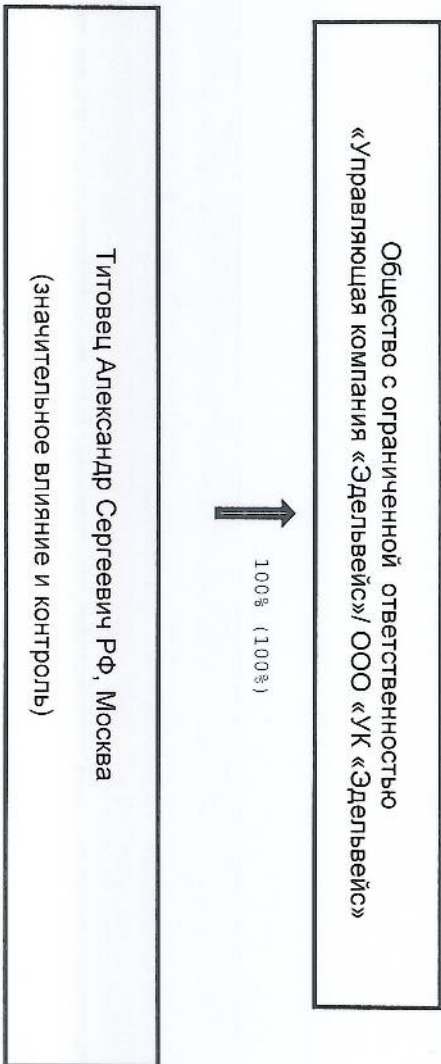 Общество с ограниченной ответственностью
«Управляющая компания «Эдельвейс»/ ООО «УК «Эдельвейс»
100% (100%)
Титовец Александр Сергеевич РФ, Москва
(значительное влияние и контроль)